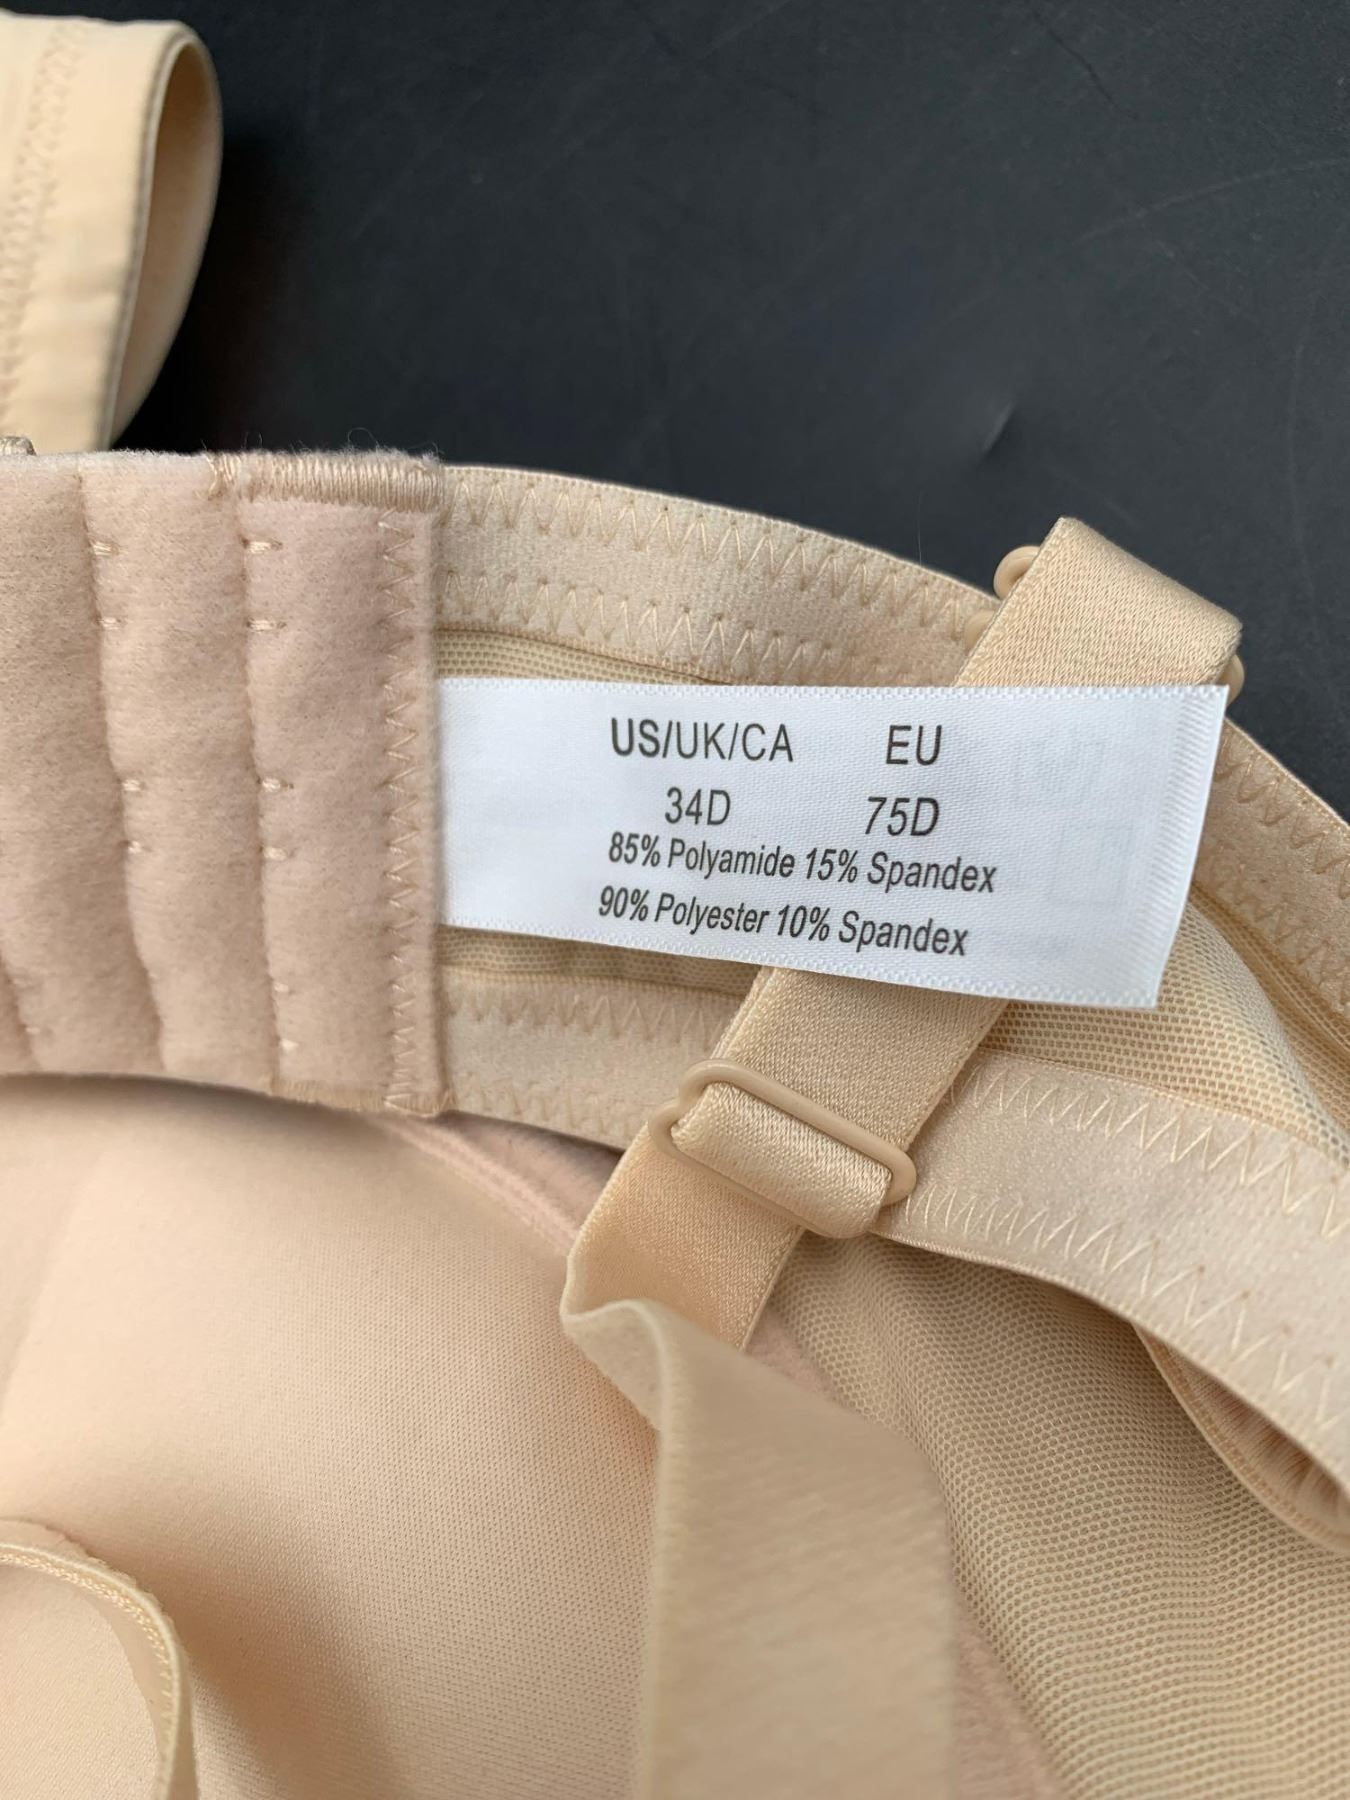 US/UK/CA EU
34D 75D
85% Polyamide 15% Spandex
90% Polyester 10% Spandex